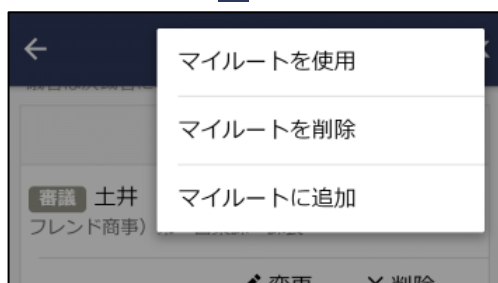 マイルートを使用
マイルートを削除
マイルートに追加
審議 土井
フレンド商事)
変更 削除